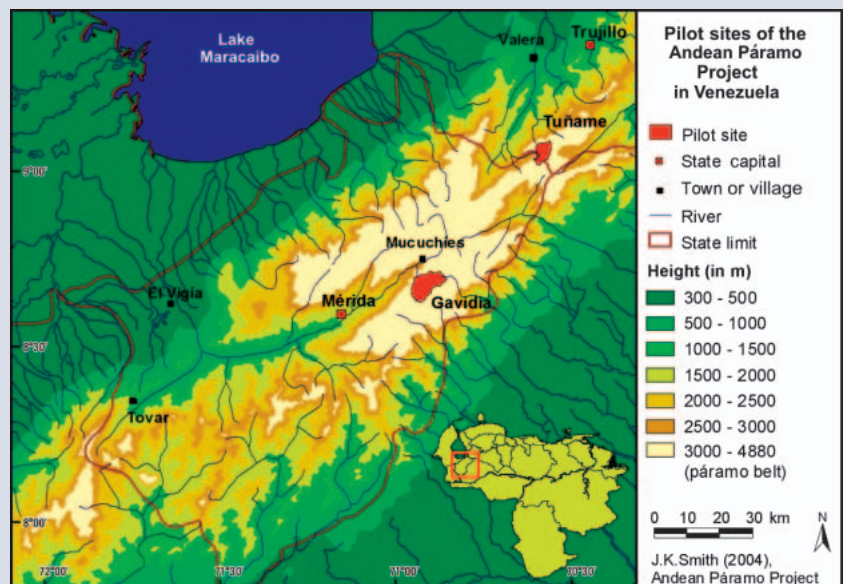 Lake
Maracaibo
Valera
Trujillo
Tuñame
Mucuchíes
El Vigía
Mérida
Gavidia
Tovar
9°00'
8°30'
8°00'
72°00'
71°30'
71°00'
70°30'
Pilot sites of the
Andean Páramo
Project
in Venezuela
Pilot site
State capital
Town or village
River
State limit
Height (in m)
300 - 500
500 - 1000
1000 - 1500
1500 - 2000
2000 - 2500
2500 - 3000
3000 - 4880
(páramo belt)
0 10 20 30 km
N
J.K.Smith (2004),
Andean Páramo Project